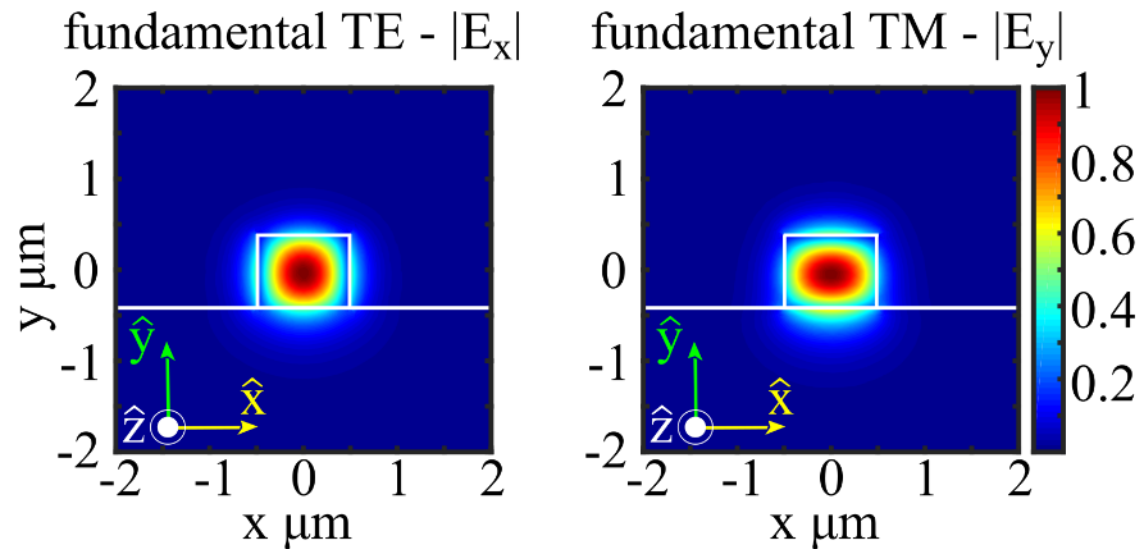 fundamental TE - |Eₓ|
fundamental TM - |E_y|
2
1
0
-1
-2
y μm
ŷ
x̂
ẑ
-2 -1 0 1 2
x μm
2
1
0
-1
-2
ŷ
x̂
ẑ
-2 -1 0 1 2
x μm
1
0.8
0.6
0.4
0.2